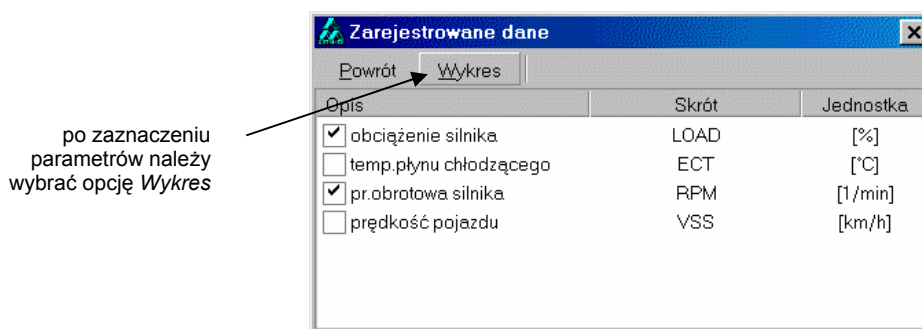 Zarejestrowane dane
Powrót Wykres
Opis Skrót Jednostka
po zaznaczeniu
parametrów należy
wybrać opcję Wykres
obciążenie silnika LOAD [%]
temp.płynu chłodzącego ECT [°C]
pr.obrotowa silnika RPM [1/min]
prędkość pojazdu VSS [km/h]